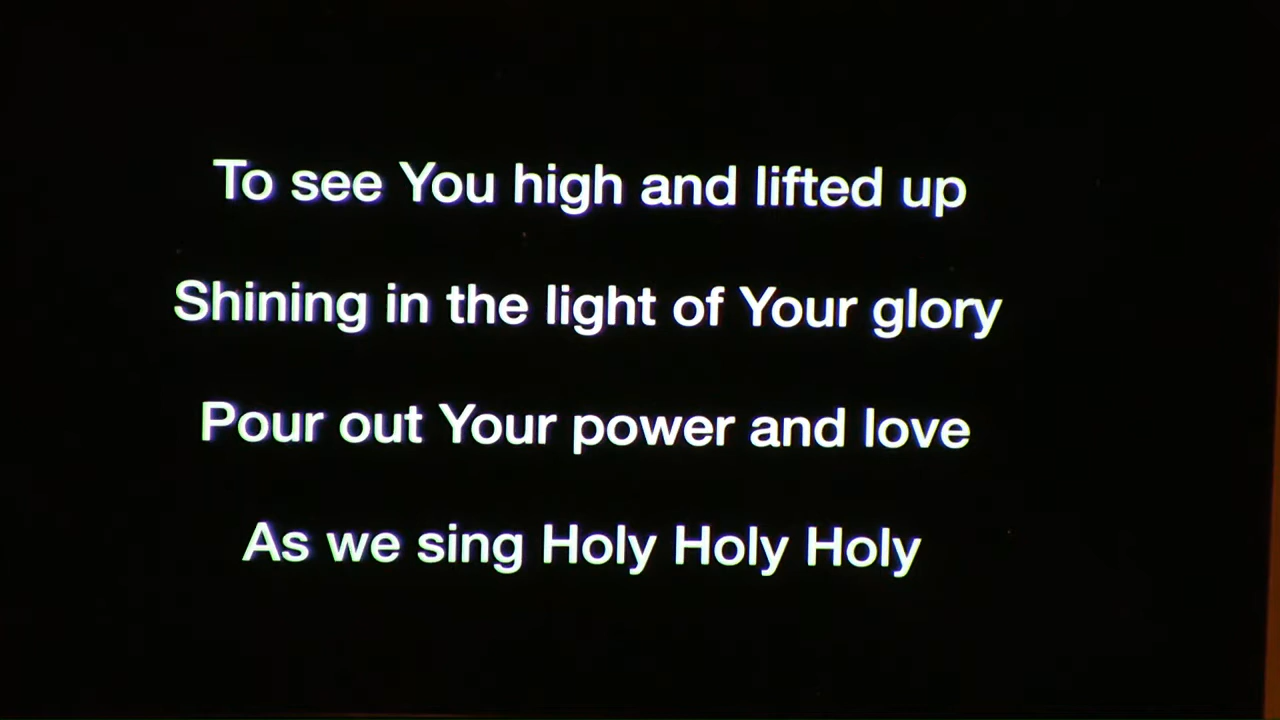 To see You high and lifted up
Shining in the light of Your glory
Pour out Your power and love
As we sing Holy Holy Holy